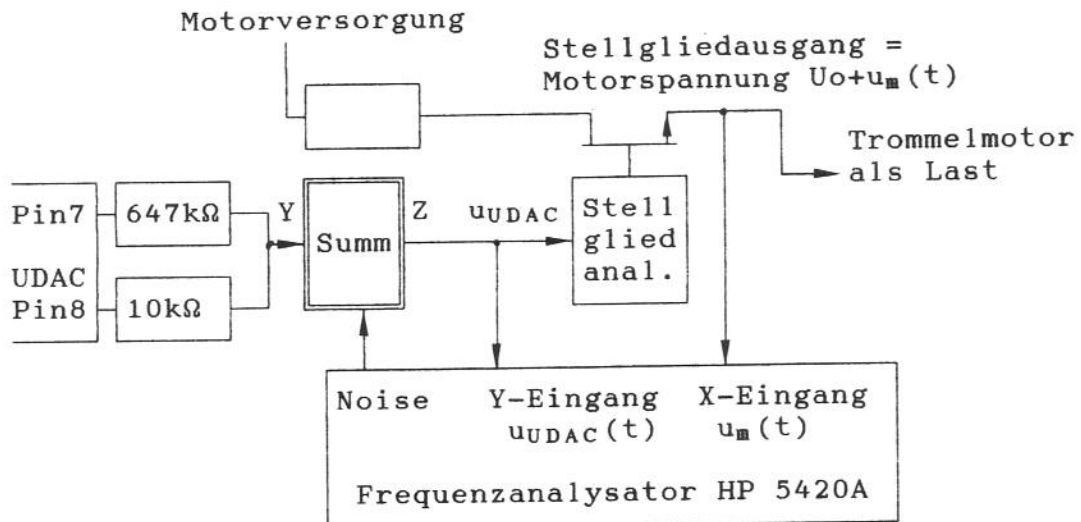 Motorversorgung
Stellgliedausgang =
Motorspannung Uo+um(t)
Trommelmotor
als Last
Pin7
647kΩ
Y
Z
uUDAC
Stell
glied
anal.
Summ
UDAC
Pin8
10kΩ
Noise
Y-Eingang
X-Eingang
uUDAC(t)
um(t)
Frequenzanalysator HP 5420A